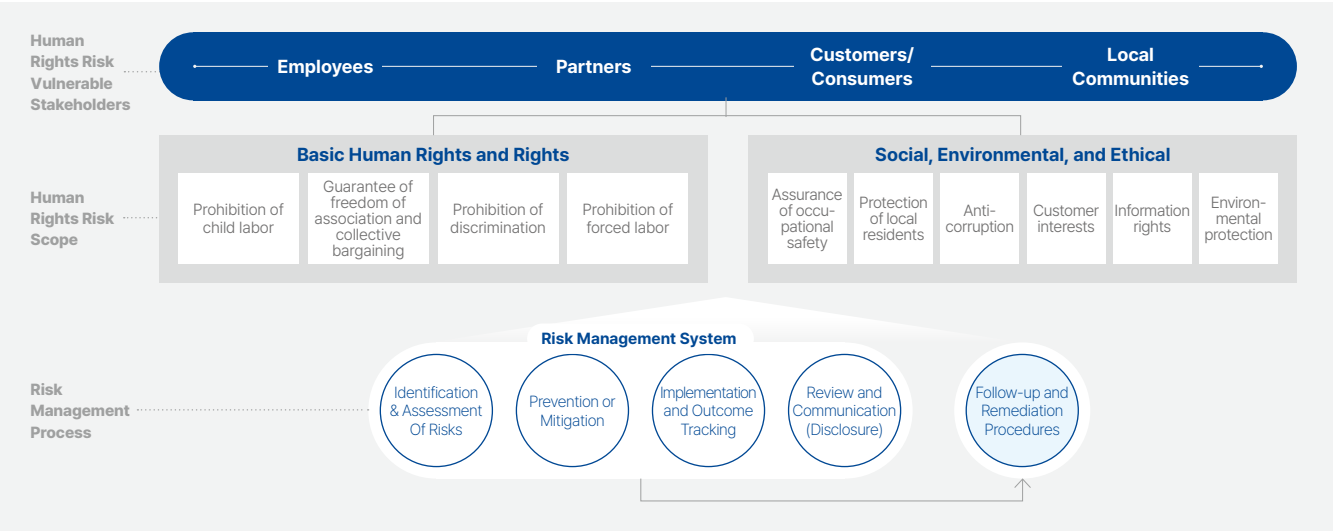 Human
Rights Risk
Vulnerable
Stakeholders
Employees
Partners
Customers/
Consumers
Local
Communities
Human
Rights Risk
Scope
Basic Human Rights and Rights
Prohibition of
child labor
Guarantee of
freedom of
association and
collective
bargaining
Prohibition of
discrimination
Prohibition of
forced labor
Social, Environmental, and Ethical
Assurance
of occu-
pational
safety
Protection
of local
residents
Anti-
corruption
Customer
interests
Information
rights
Environ-
mental
protection
Risk
Management
Process
Risk Management System
Identification
& Assessment
Of Risks
Prevention or
Mitigation
Implementation
and Outcome
Tracking
Review and
Communication
(Disclosure)
Follow-up and
Remediation
Procedures